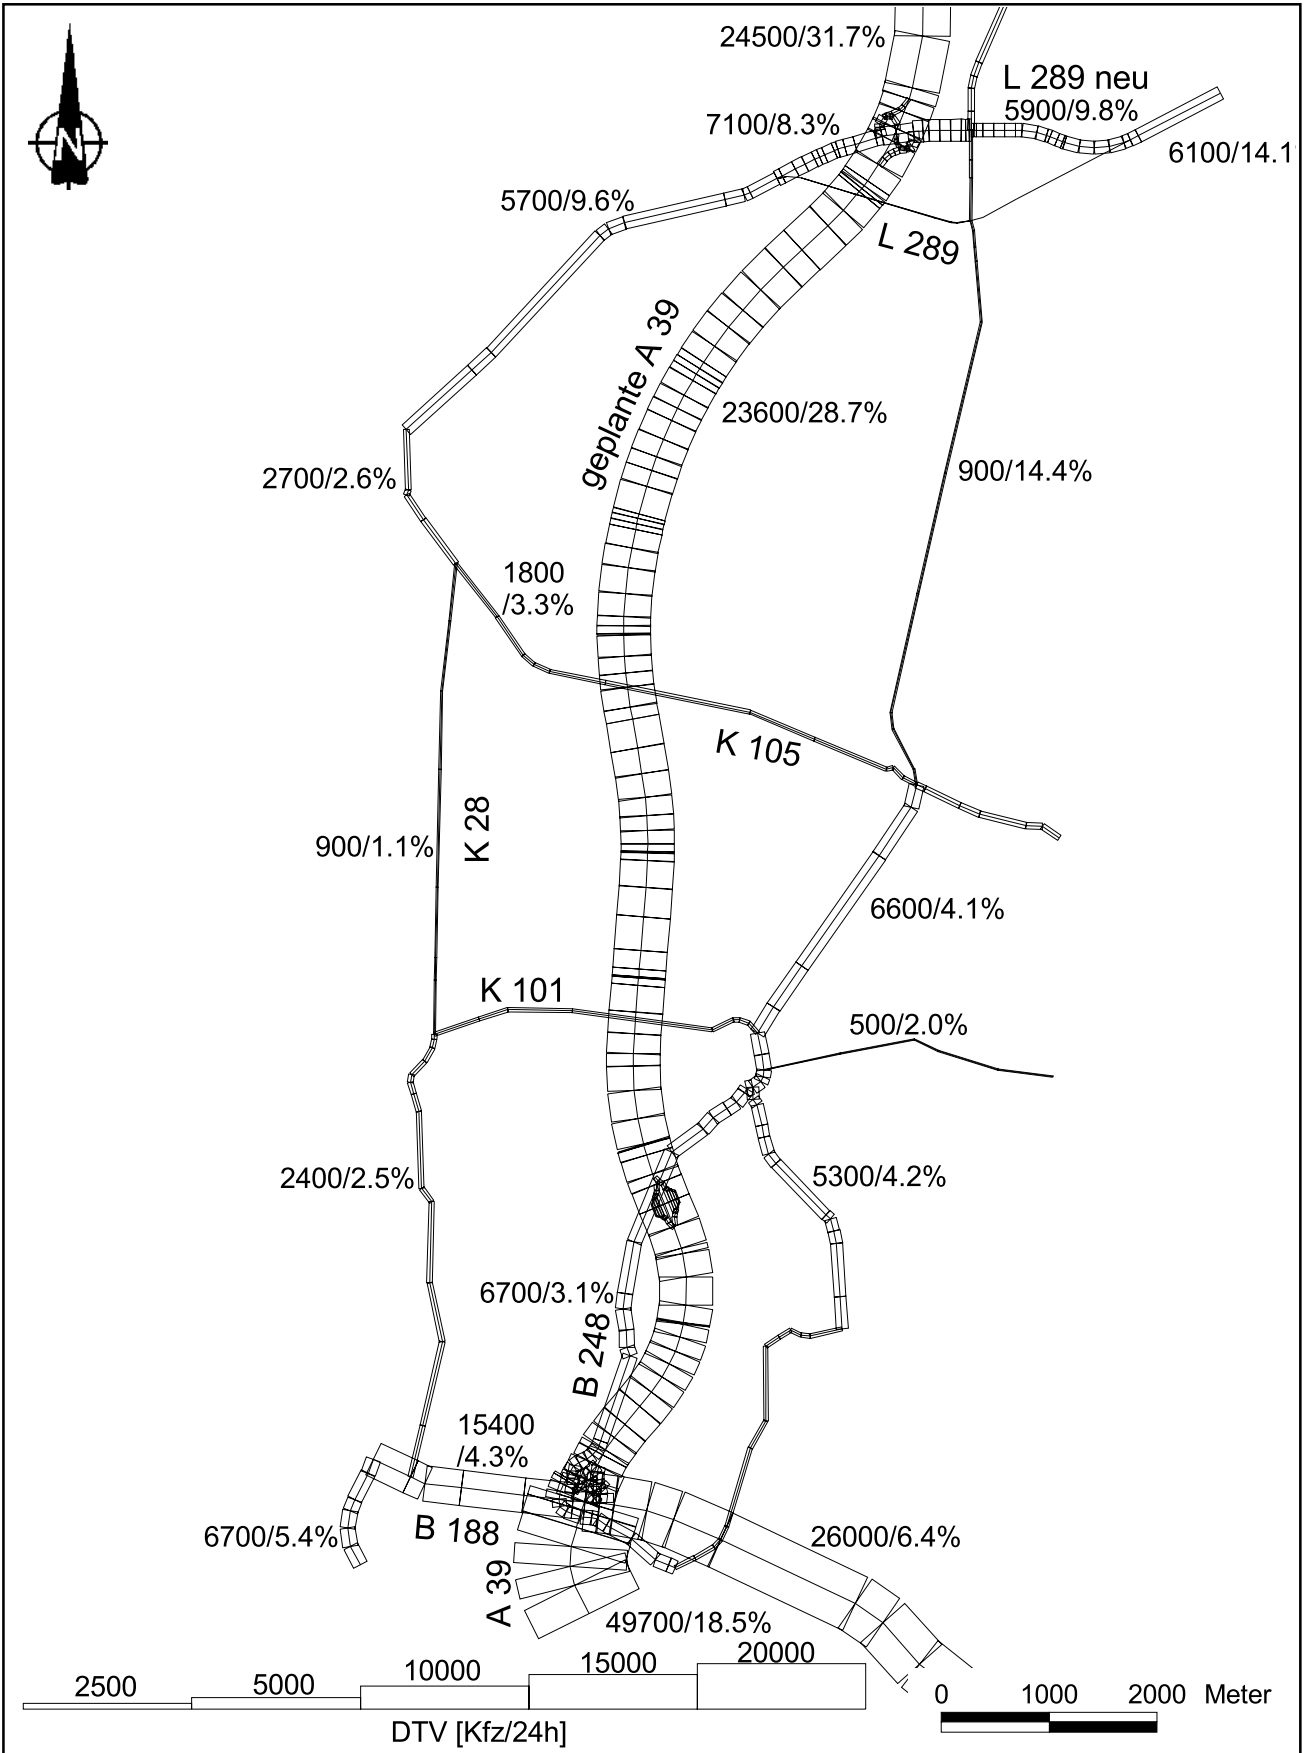 24500/31.7%
N
L 289 neu
5900/9.8%
7100/8.3%
6100/14.1
5700/9.6%
L 289
geplante A 39
23600/28.7%
900/14.4%
2700/2.6%
1800
/3.3%
K 105
K 28
900/1.1%
6600/4.1%
K 101
500/2.0%
2400/2.5%
5300/4.2%
6700/3.1%
B 248
15400
/4.3%
B 188
6700/5.4%
26000/6.4%
A 39
49700/18.5%
2500
5000
10000
15000
20000
DTV [Kfz/24h]
0 1000 2000 Meter